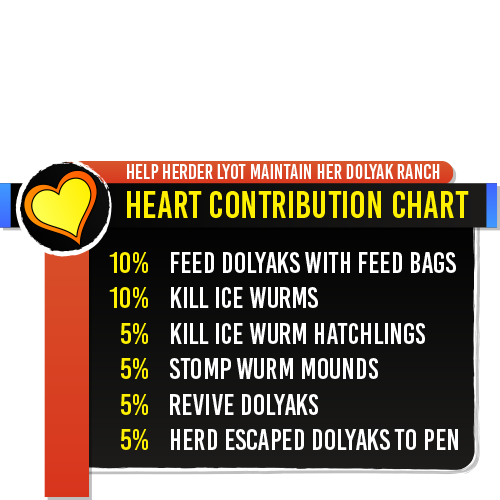 HELP HERDER LYOT MAINTAIN HER DOLYAK RANCH
HEART CONTRIBUTION CHART
10% FEED DOLYAKS WITH FEED BAGS
10% KILL ICE WURMS
5% KILL ICE WURM HATCHLINGS
5% STOMP WURM MOUNDS
5% REVIVE DOLYAKS
5% HERD ESCAPED DOLYAKS TO PEN